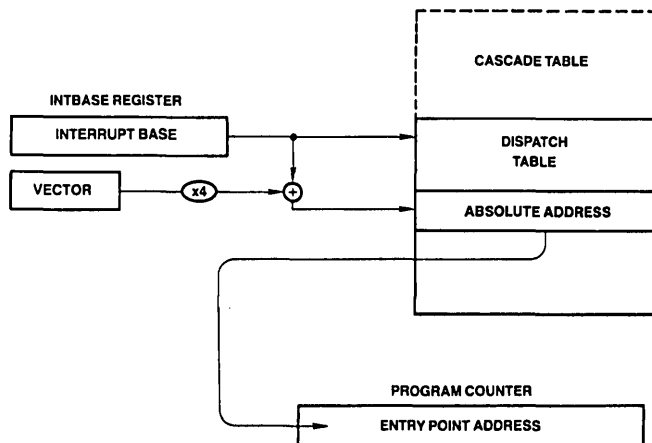 CASCADE TABLE
INTBASE REGISTER
INTERRUPT BASE
DISPATCH
TABLE
VECTOR
x4
+
ABSOLUTE ADDRESS
PROGRAM COUNTER
ENTRY POINT ADDRESS